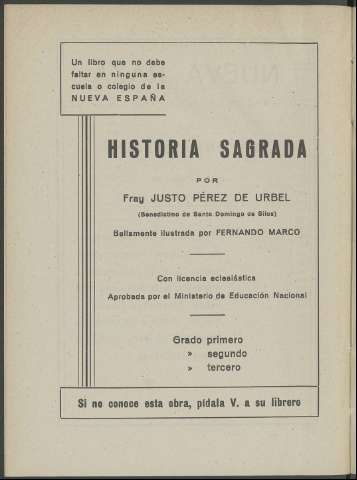 Un libro que no debe
faltar en ninguna es-
cuela o colegio de la
NUEVA ESPAÑA
HISTORIA SAGRADA
POR
Fray JUSTO PÉREZ DE URBEL
(Benedictino de Santo Domingo de Silos)
Bellamente ilustrada por FERNANDO MARCO
Con licencia eclesiástica
Aprobada por el Ministerio de Educación Nacional
Grado primero
» segundo
» tercero
Si no conoce esta obra, pídala V. a su librero